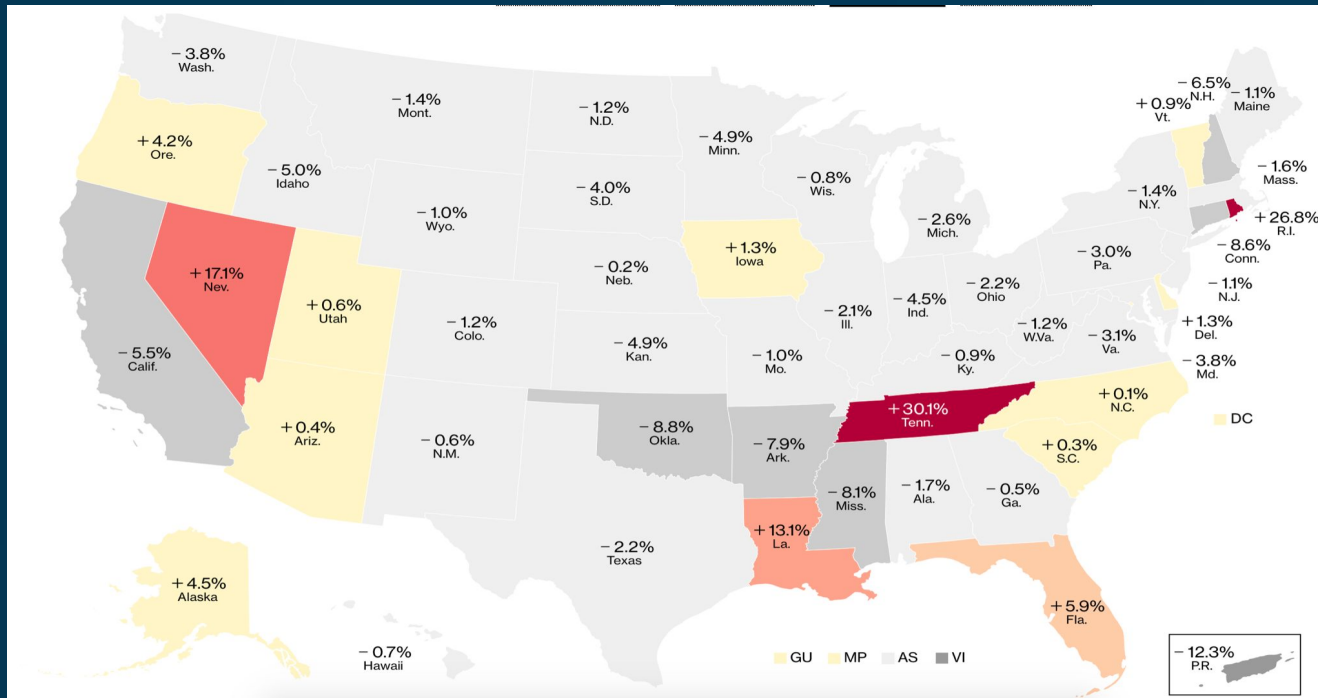 − 3.8%
Wash.
− 1.4%
Mont.
− 1.2%
N.D.
− 4.9%
Minn.
− 6.5%
N.H.
− 1.1%
Maine
+ 0.9%
Vt.
+ 4.2%
Ore.
− 5.0%
Idaho
− 4.0%
S.D.
− 0.8%
Wis.
− 1.6%
Mass.
− 1.4%
N.Y.
− 1.0%
Wyo.
− 2.6%
Mich.
+ 26.8%
R.I.
− 8.6%
Conn.
− 3.0%
Pa.
+ 1.3%
Iowa
+ 17.1%
Nev.
− 0.2%
Neb.
− 2.2%
Ohio
− 1.1%
N.J.
+ 0.6%
Utah
− 4.5%
Ind.
− 2.1%
Ill.
− 1.2%
Colo.
− 1.2%
W.Va.
+ 1.3%
Del.
− 3.1%
Va.
− 5.5%
Calif.
− 4.9%
Kan.
− 1.0%
Mo.
− 0.9%
Ky.
− 3.8%
Md.
+ 0.1%
N.C.
+ 30.1%
Tenn.
DC
+ 0.4%
Ariz.
− 0.6%
N.M.
− 8.8%
Okla.
− 7.9%
Ark.
+ 0.3%
S.C.
− 8.1%
Miss.
− 1.7%
Ala.
− 0.5%
Ga.
+ 13.1%
La.
− 2.2%
Texas
+ 4.5%
Alaska
+ 5.9%
Fla.
− 0.7%
Hawaii
GU MP AS VI
− 12.3%
P.R.